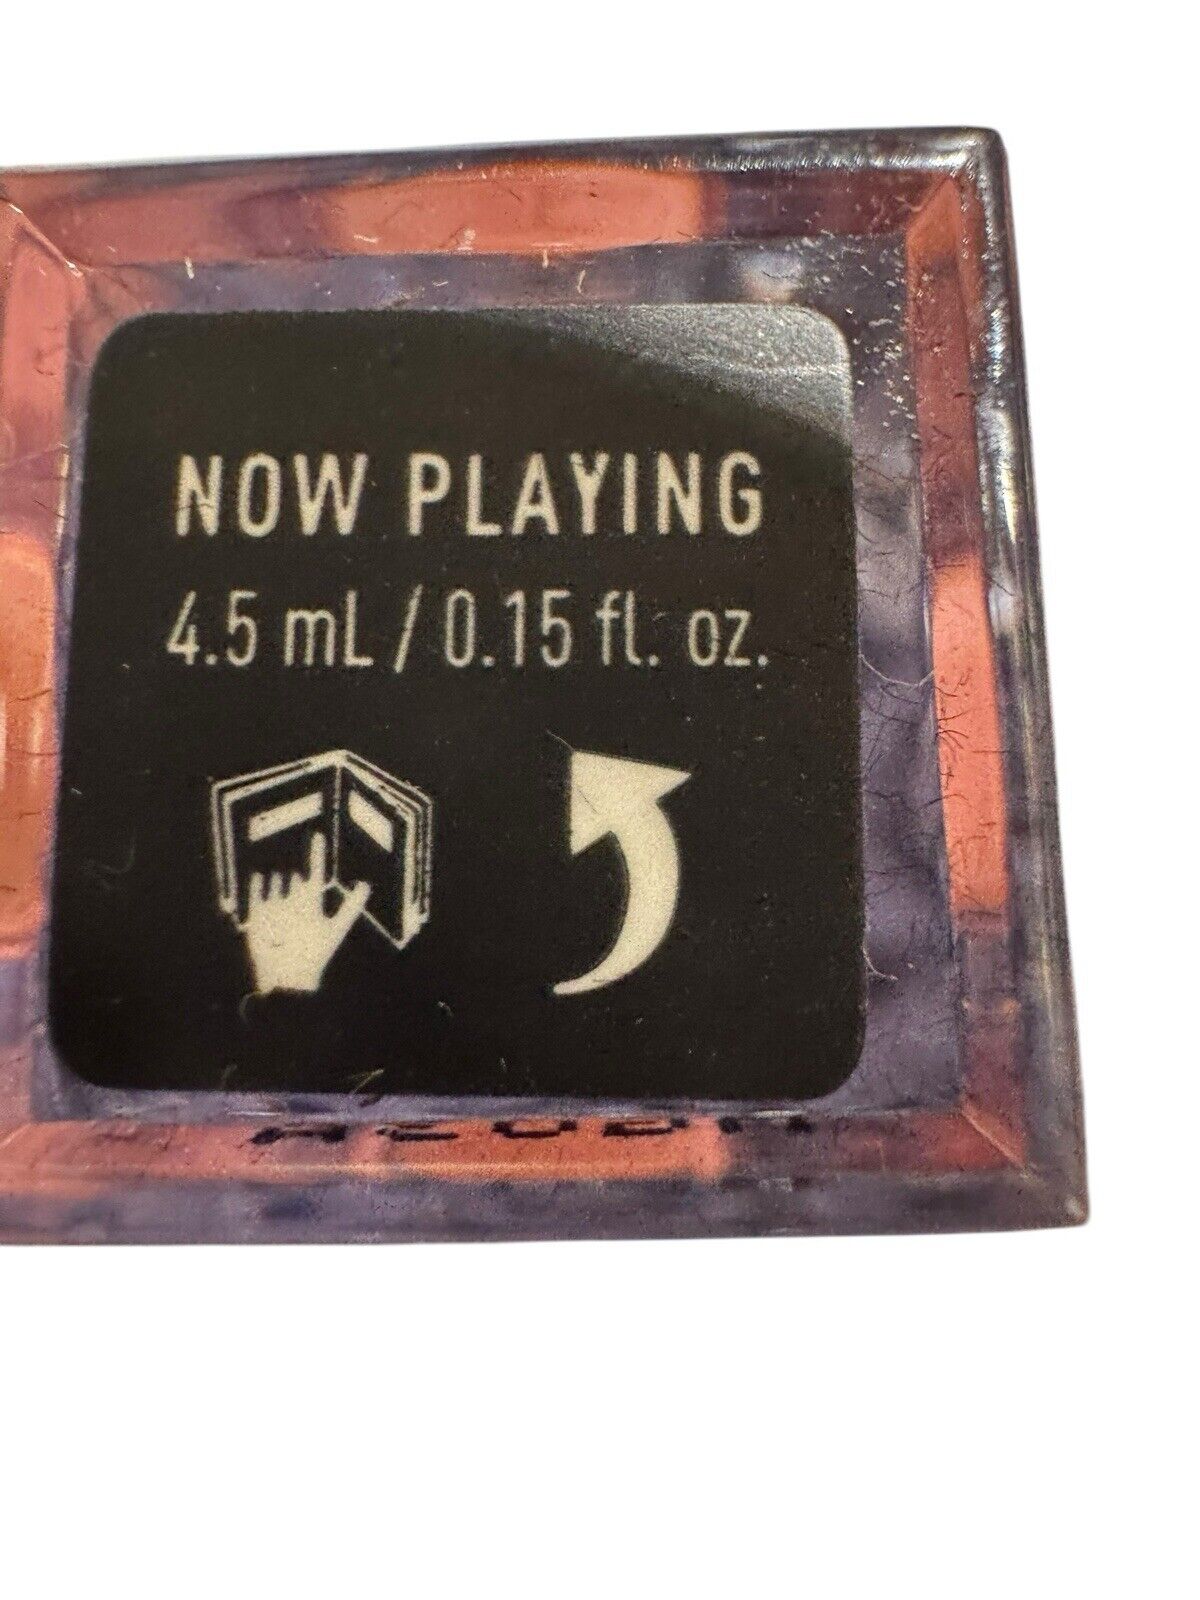 NOW PLAYING
4.5 mL / 0.15 fl. oz.